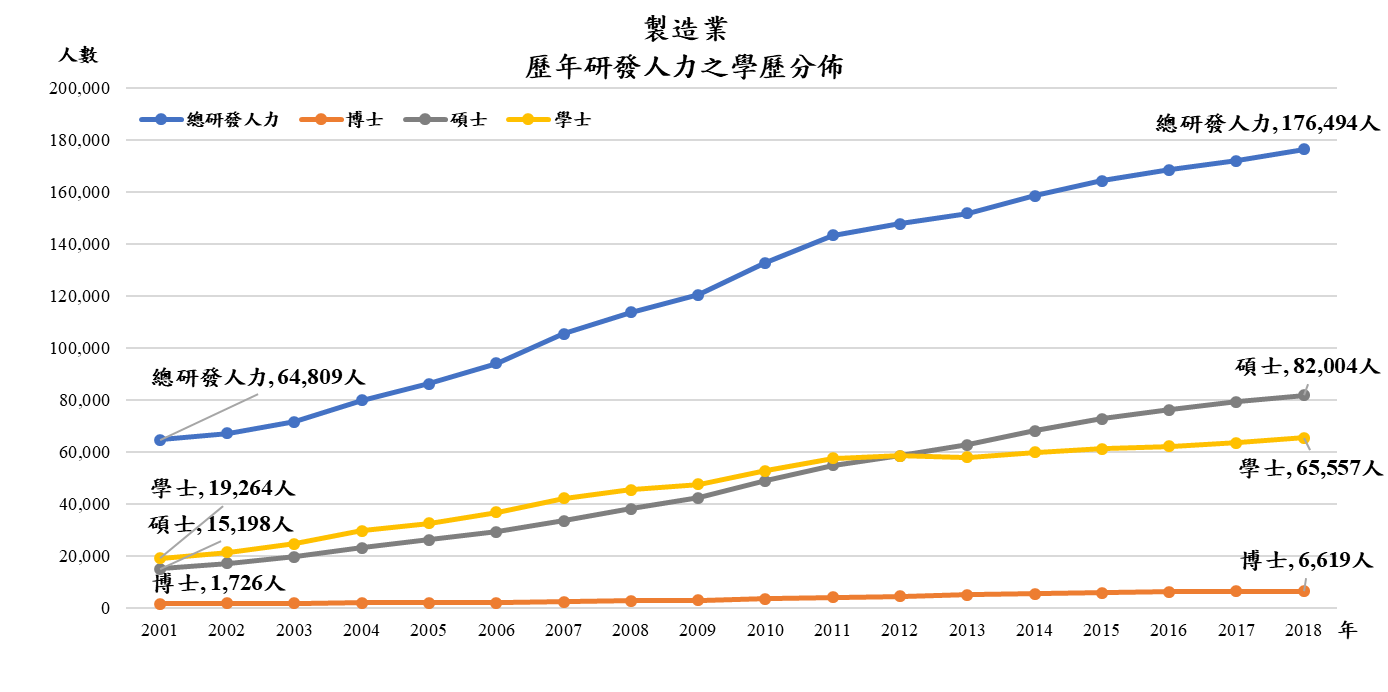 製造業
歷年研發人力之學歷分佈
人數
200,000
總研發人力 博士 碩士 學士
總研發人力, 176,494人
180,000
160,000
140,000
120,000
100,000
總研發人力, 64,809人
碩士, 82,004人
80,000
60,000
學士, 65,557人
學士, 19,264人
40,000
碩士, 15,198人
20,000
博士, 6,619人
博士, 1,726人
0
2001 2002 2003 2004 2005 2006 2007 2008 2009 2010 2011 2012 2013 2014 2015 2016 2017 2018 年